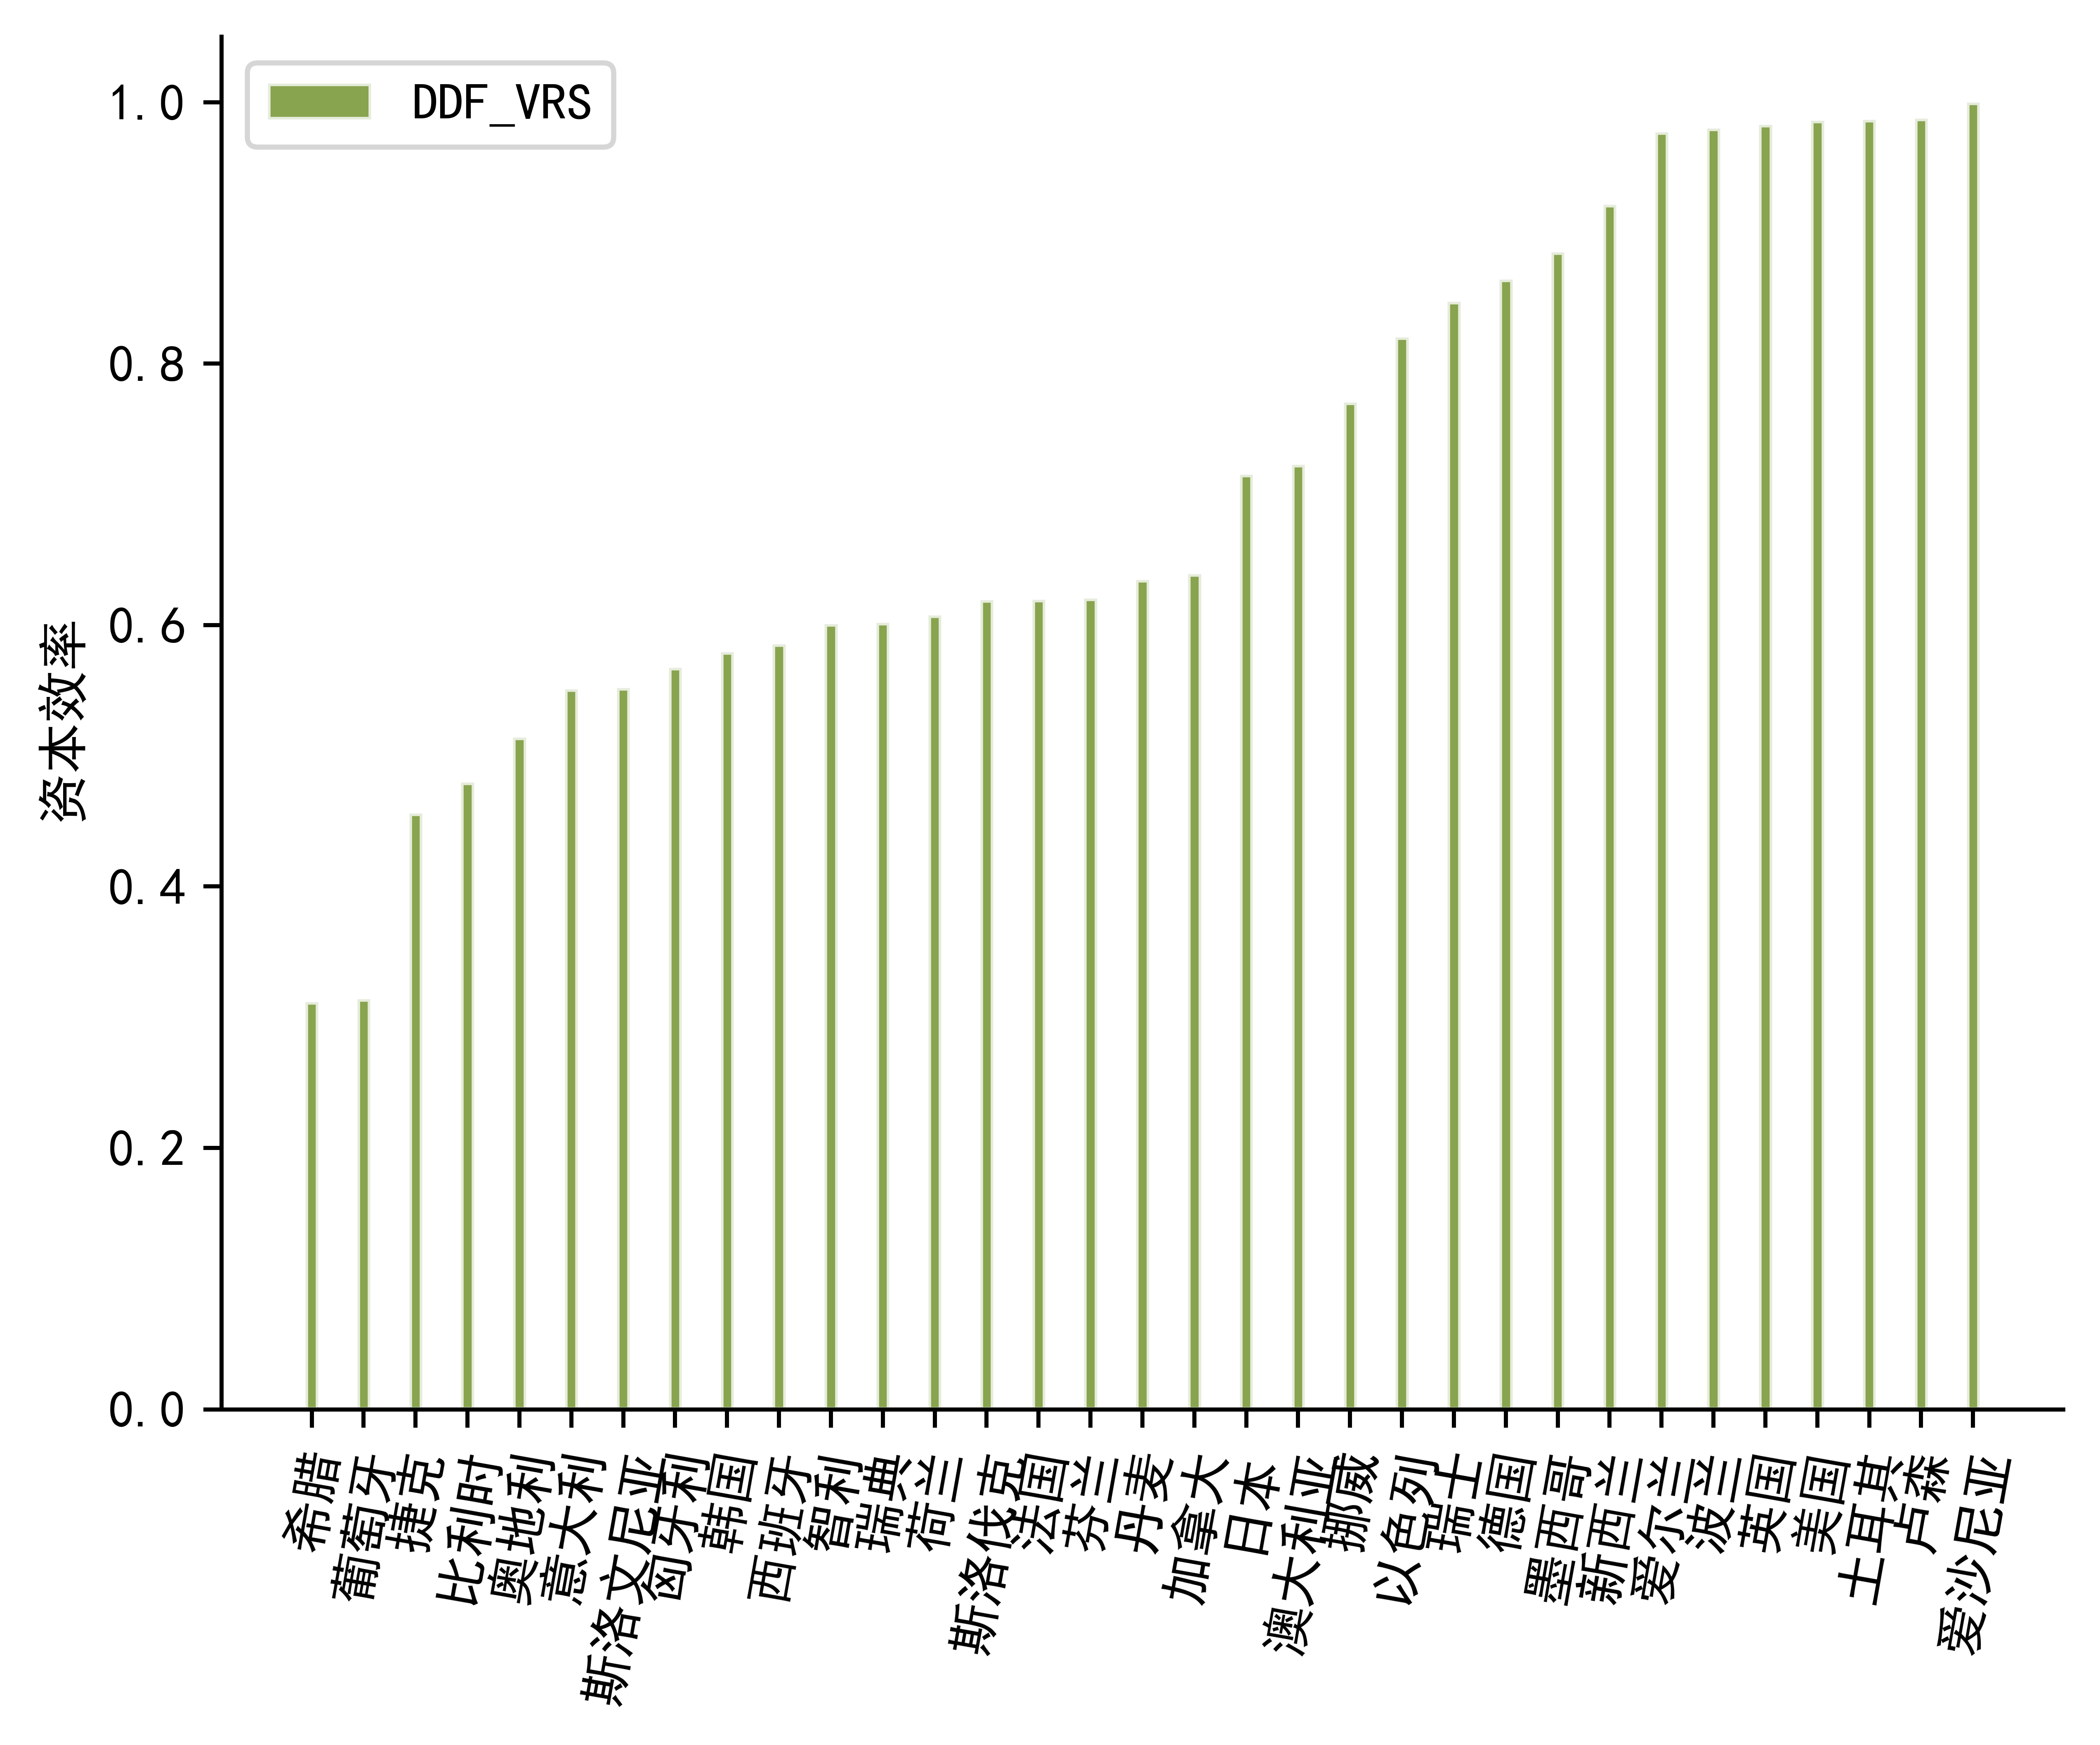 DDF_VRS
资本效率
1.0
0.8
0.6
0.4
0.2
0.0
希腊
葡萄牙
捷克
比利时
奥地利
意大利
斯洛文尼亚
匈牙利
韩国
西班牙
智利
瑞典
荷兰
斯洛伐克
法国
芬兰
丹麦
加拿大
日本
澳大利亚
挪威
以色列
瑞士
德国
墨西哥
新西兰
爱尔兰
波兰
英国
美国
土耳其
卢森
爱沙尼亚